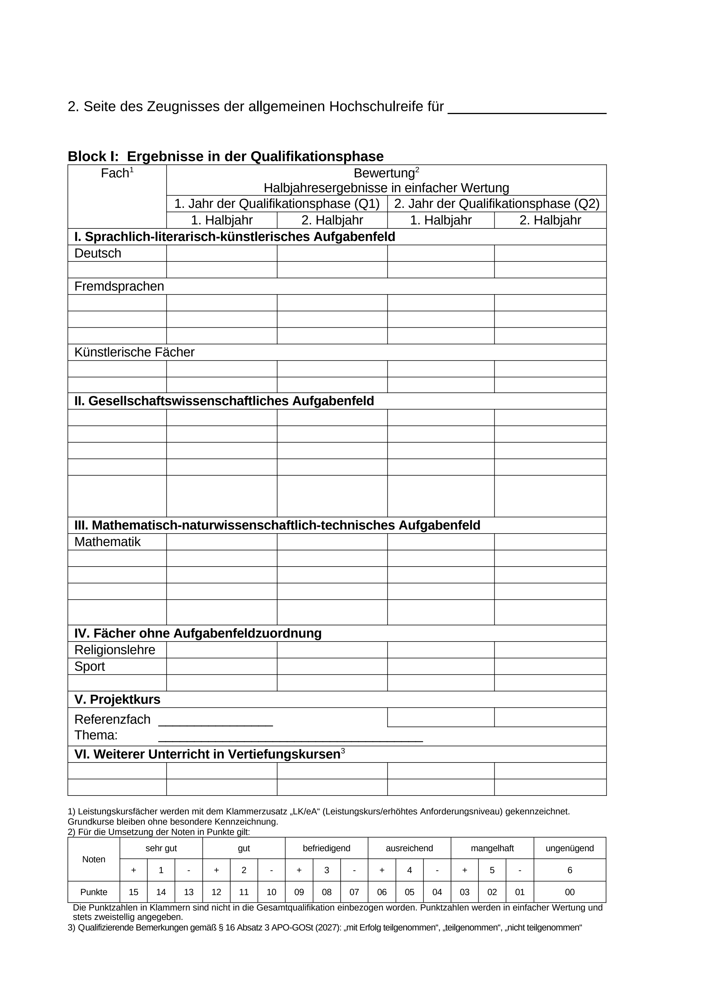 2. Seite des Zeugnisses der allgemeinen Hochschulreife für ____________________
Block I: Ergebnisse in der Qualifikationsphase
Fach¹
Bewertung²
Halbjahresergebnisse in einfacher Wertung
1. Jahr der Qualifikationsphase (Q1) 2. Jahr der Qualifikationsphase (Q2)
1. Halbjahr 2. Halbjahr 1. Halbjahr 2. Halbjahr
I. Sprachlich-literarisch-künstlerisches Aufgabenfeld
Deutsch
Fremdsprachen
Künstlerische Fächer
II. Gesellschaftswissenschaftliches Aufgabenfeld
III. Mathematisch-naturwissenschaftlich-technisches Aufgabenfeld
Mathematik
IV. Fächer ohne Aufgabenfeldzuordnung
Religionslehre
Sport
V. Projektkurs
Referenzfach ________________
Thema: _____________________________________
VI. Weiterer Unterricht in Vertiefungskursen³
1) Leistungskursfächer werden mit dem Klammerzusatz „LK/eA“ (Leistungskurs/erhöhtes Anforderungsniveau) gekennzeichnet.
Grundkurse bleiben ohne besondere Kennzeichnung.
2) Für die Umsetzung der Noten in Punkte gilt:
Noten sehr gut gut befriedigend ausreichend mangelhaft ungenügend
+ 1 - + 2 - + 3 - + 4 - + 5 - 6
Punkte 15 14 13 12 11 10 09 08 07 06 05 04 03 02 01 00
Die Punktzahlen in Klammern sind nicht in die Gesamtqualifikation einbezogen worden. Punktzahlen werden in einfacher Wertung und
stets zweistellig angegeben.
3) Qualifizierende Bemerkungen gemäß § 16 Absatz 3 APO-GOSt (2027): „mit Erfolg teilgenommen“, „teilgenommen“, „nicht teilgenommen“